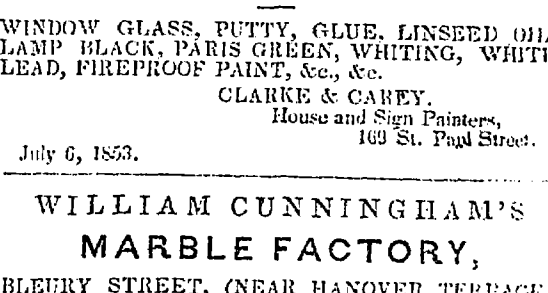 WINDOW GLASS, PUTTY, GLUE, LINSEED OIL
LAMP BLACK, PARIS GREEN, WHITING, WHITE
LEAD, FIREPROOF PAINT, &c., &c.
CLARKE & CAREY.
House and Sign Painters,
169 St. Paul Street.
July 6, 1853.
WILLIAM CUNNINGHAM'S
MARBLE FACTORY,
BLEURY STREET, (NEAR HANOVER TERRACE